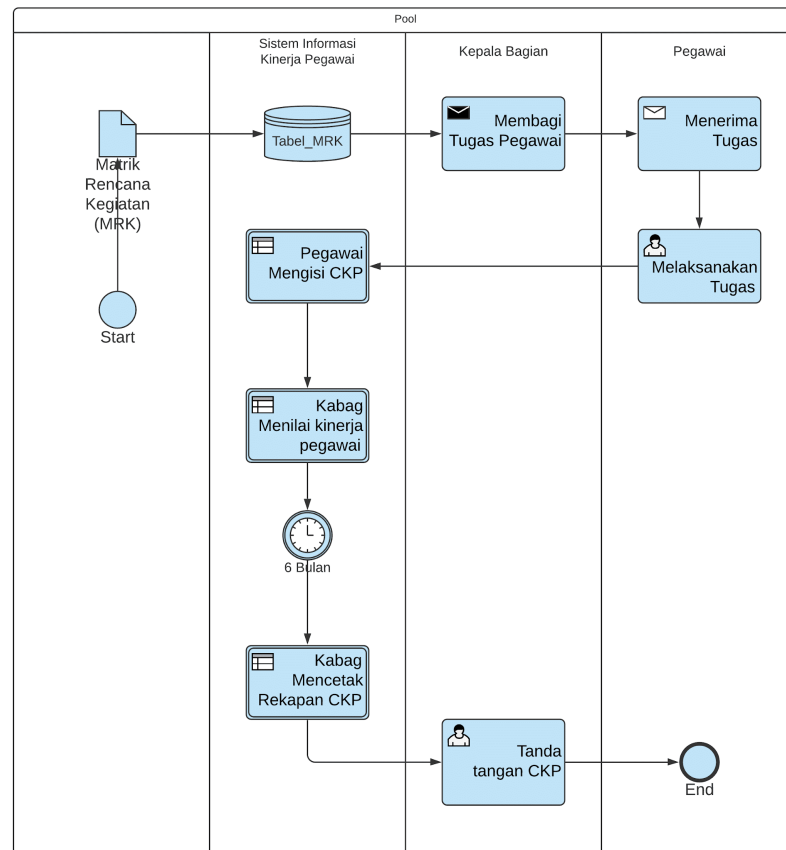 Pool
Sistem Informasi
Kinerja Pegawai
Kepala Bagian
Pegawai
Matrik
Rencana
Kegiatan
(MRK)
Tabel_MRK
Membagi
Tugas Pegawai
Menerima
Tugas
Pegawai
Mengisi CKP
Melaksanakan
Tugas
Start
Kabag
Menilai kinerja
pegawai
6 Bulan
Kabag
Mencetak
Rekapan CKP
Tanda
tangan CKP
End